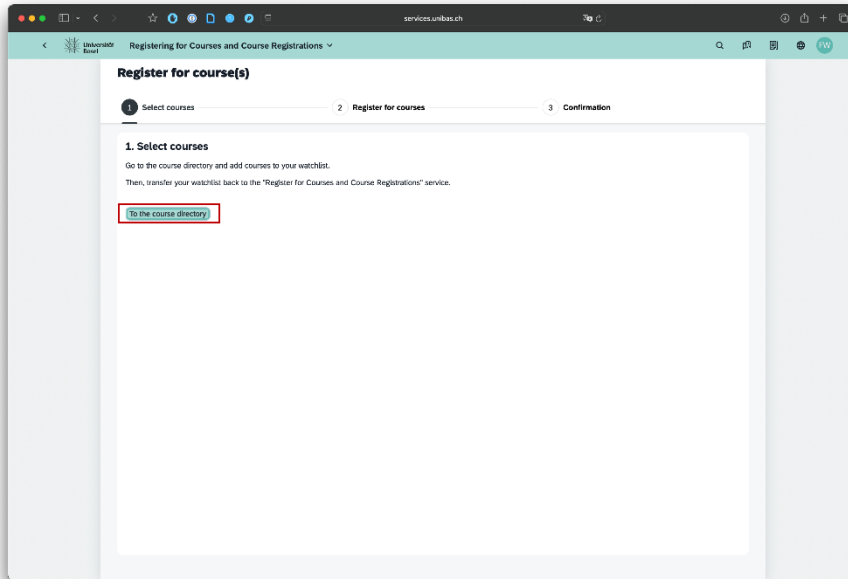 services.unibas.ch
Universität
Basel
Registering for Courses and Course Registrations
FW
Register for course(s)
1 Select courses
2 Register for courses
3 Confirmation
1. Select courses
Go to the course directory and add courses to your watchlist.
Then, transfer your watchlist back to the "Register for Courses and Course Registrations" service.
To the course directory